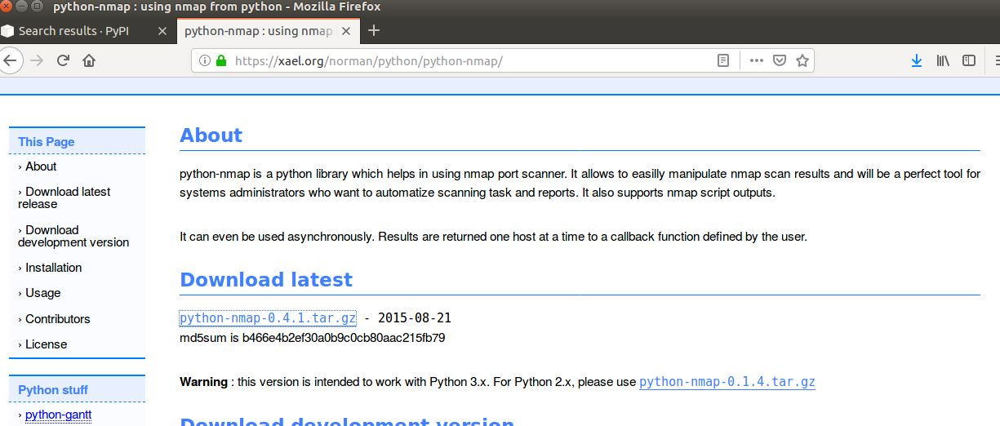 python-nmap : using nmap from python - Mozilla Firefox
Search results · PyPI
python-nmap : using nmap
https://xael.org/norman/python/python-nmap/
This Page
› About
› Download latest
release
› Download
development version
› Installation
› Usage
› Contributors
› License
Python stuff
› python-gantt
About
python-nmap is a python library which helps in using nmap port scanner. It allows to easilly manipulate nmap scan results and will be a perfect tool for
systems administrators who want to automatize scanning task and reports. It also supports nmap script outputs.
It can even be used asynchronously. Results are returned one host at a time to a callback function defined by the user.
Download latest
python-nmap-0.4.1.tar.gz - 2015-08-21
md5sum is b466e4b2ef30a0b9c0cb80aac215fb79
Warning : this version is intended to work with Python 3.x. For Python 2.x, please use python-nmap-0.1.4.tar.gz
Download development version